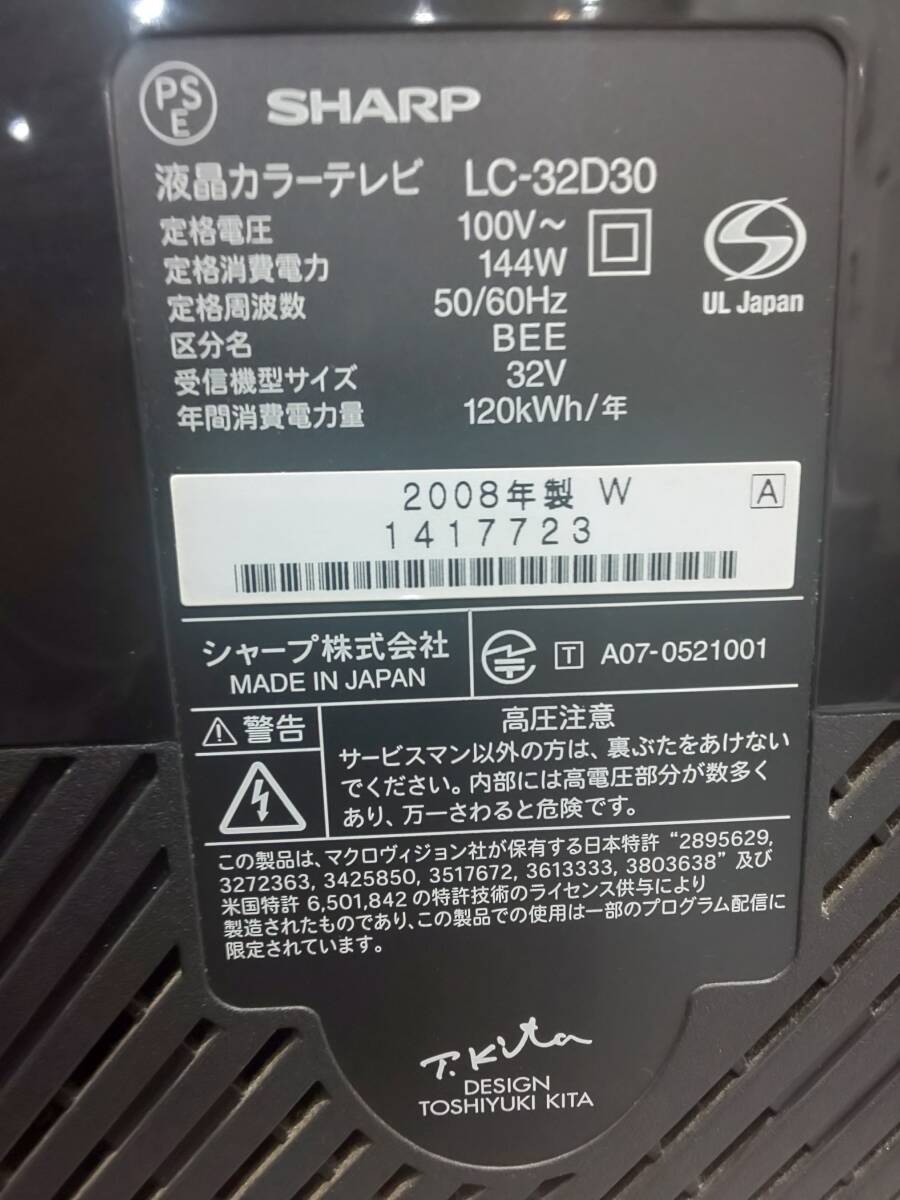 PSE
SHARP
液晶カラーテレビ LC-32D30
定格電圧 100V～
定格消費電力 144W
定格周波数 50/60Hz
区分名 BEE
受信機型サイズ 32V
年間消費電力量 120kWh/年
S
UL Japan
2008年製 W
A
1417723
シャープ株式会社
MADE IN JAPAN
T A07-0521001
警告
高圧注意
サービスマン以外の方は、裏ぶたをあけない
でください。内部には高電圧部分が数多く
あり、万一さわると危険です。
この製品は、マクロヴィジョン社が保有する日本特許 “2895629,
3272363, 3425850, 3517672, 3613333, 3803638” 及び
米国特許 6,501,842 の特許技術のライセンス供与により
製造されたものであり、この製品での使用は一部のプログラム配信に
限定されています。
T. Kita
DESIGN
TOSHIYUKI KITA